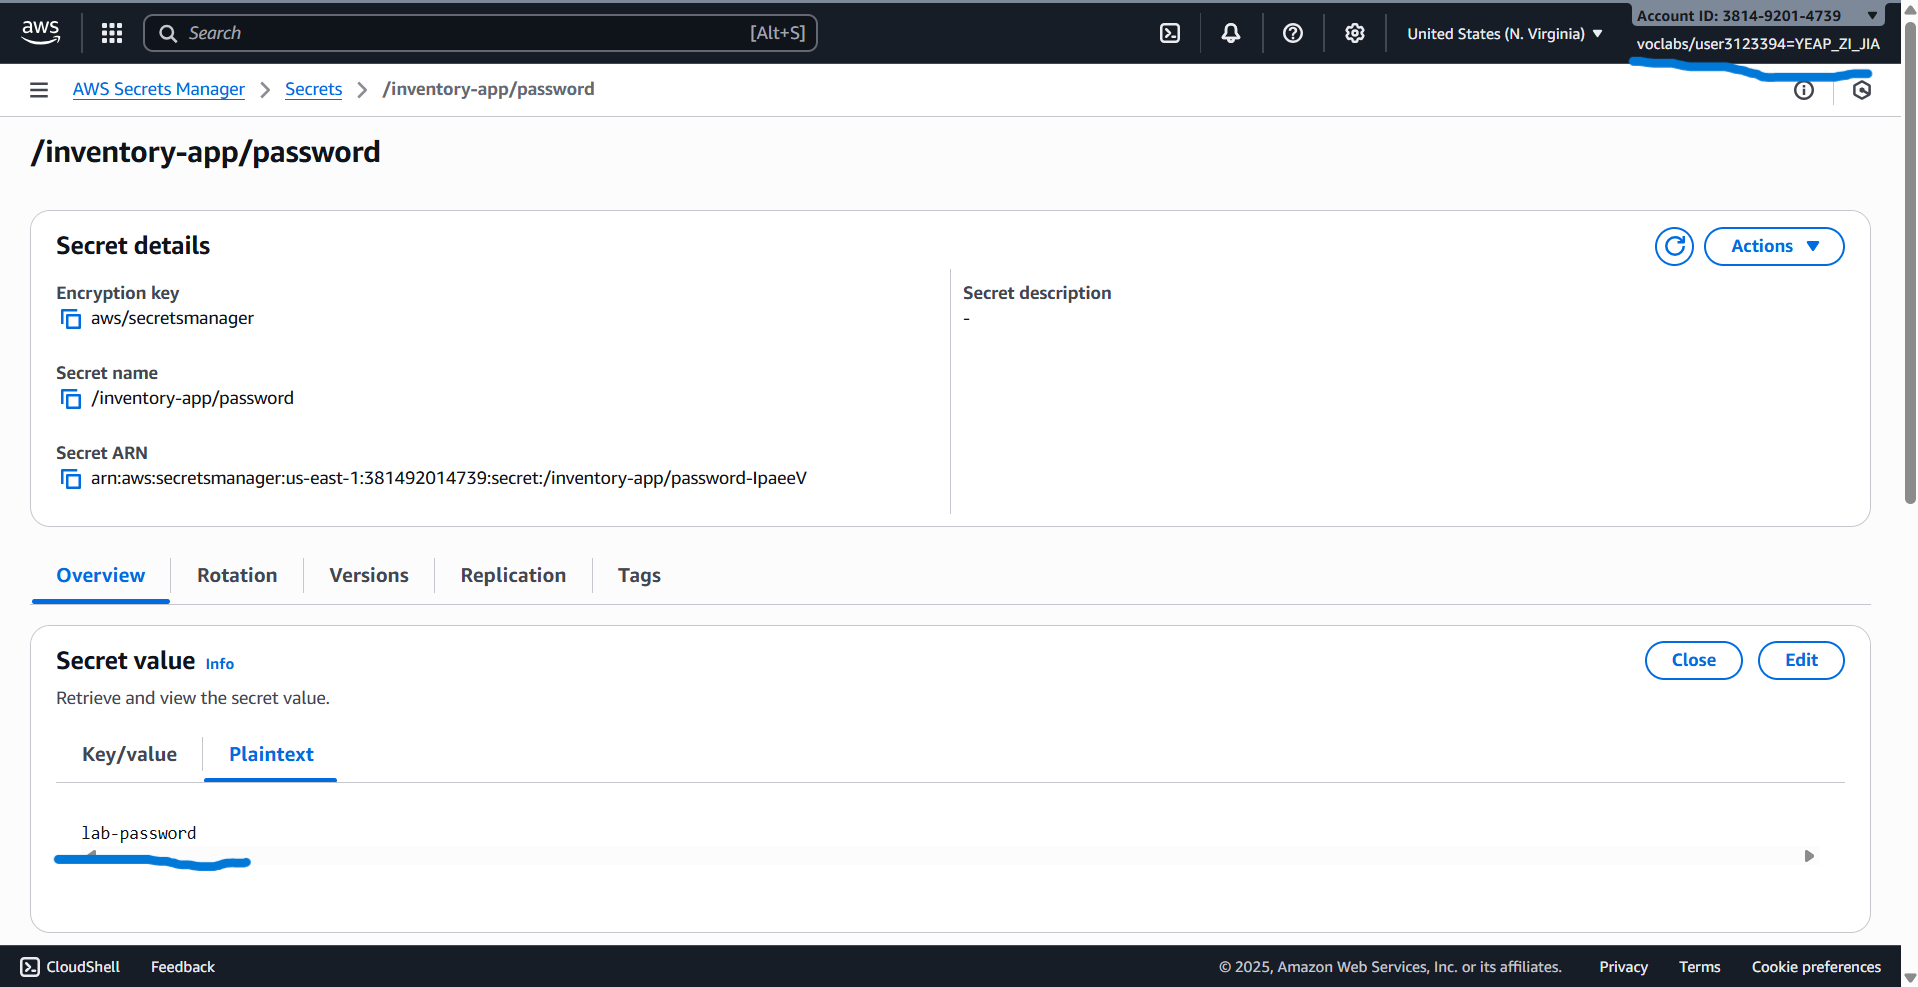 aws
Search [Alt+S]
United States (N. Virginia)
Account ID: 3814-9201-4739
voclabs/user3123394=YEAP_ZI_JIA
AWS Secrets Manager
Secrets
/inventory-app/password
/inventory-app/password
Secret details
Actions
Encryption key
aws/secretsmanager
Secret description
-
Secret name
/inventory-app/password
Secret ARN
arn:aws:secretsmanager:us-east-1:381492014739:secret:/inventory-app/password-IpaeeV
Overview
Rotation
Versions
Replication
Tags
Secret value Info
Close
Edit
Retrieve and view the secret value.
Key/value
Plaintext
lab-password
CloudShell
Feedback
© 2025, Amazon Web Services, Inc. or its affiliates.
Privacy
Terms
Cookie preferences